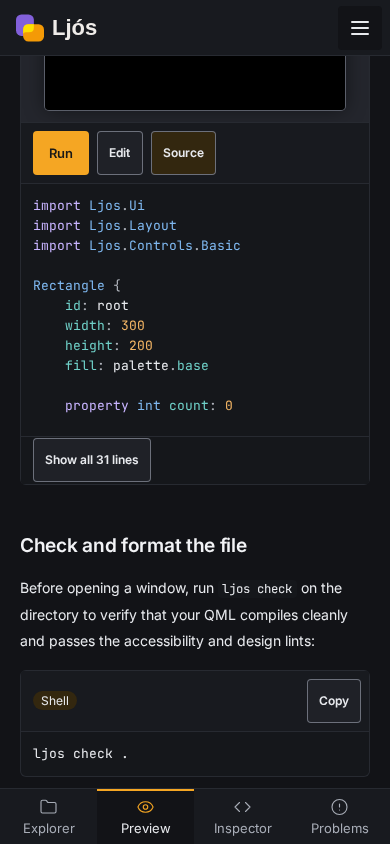 Ljós
Run
Edit
Source
import Ljos.Ui
import Ljos.Layout
import Ljos.Controls.Basic
Rectangle {
    id: root
    width: 300
    height: 200
    fill: palette.base
    property int count: 0
Show all 31 lines
Check and format the file
Before opening a window, run ljos check on the
directory to verify that your QML compiles cleanly
and passes the accessibility and design lints:
Shell
Copy
ljos check .
Explorer
Preview
Inspector
Problems